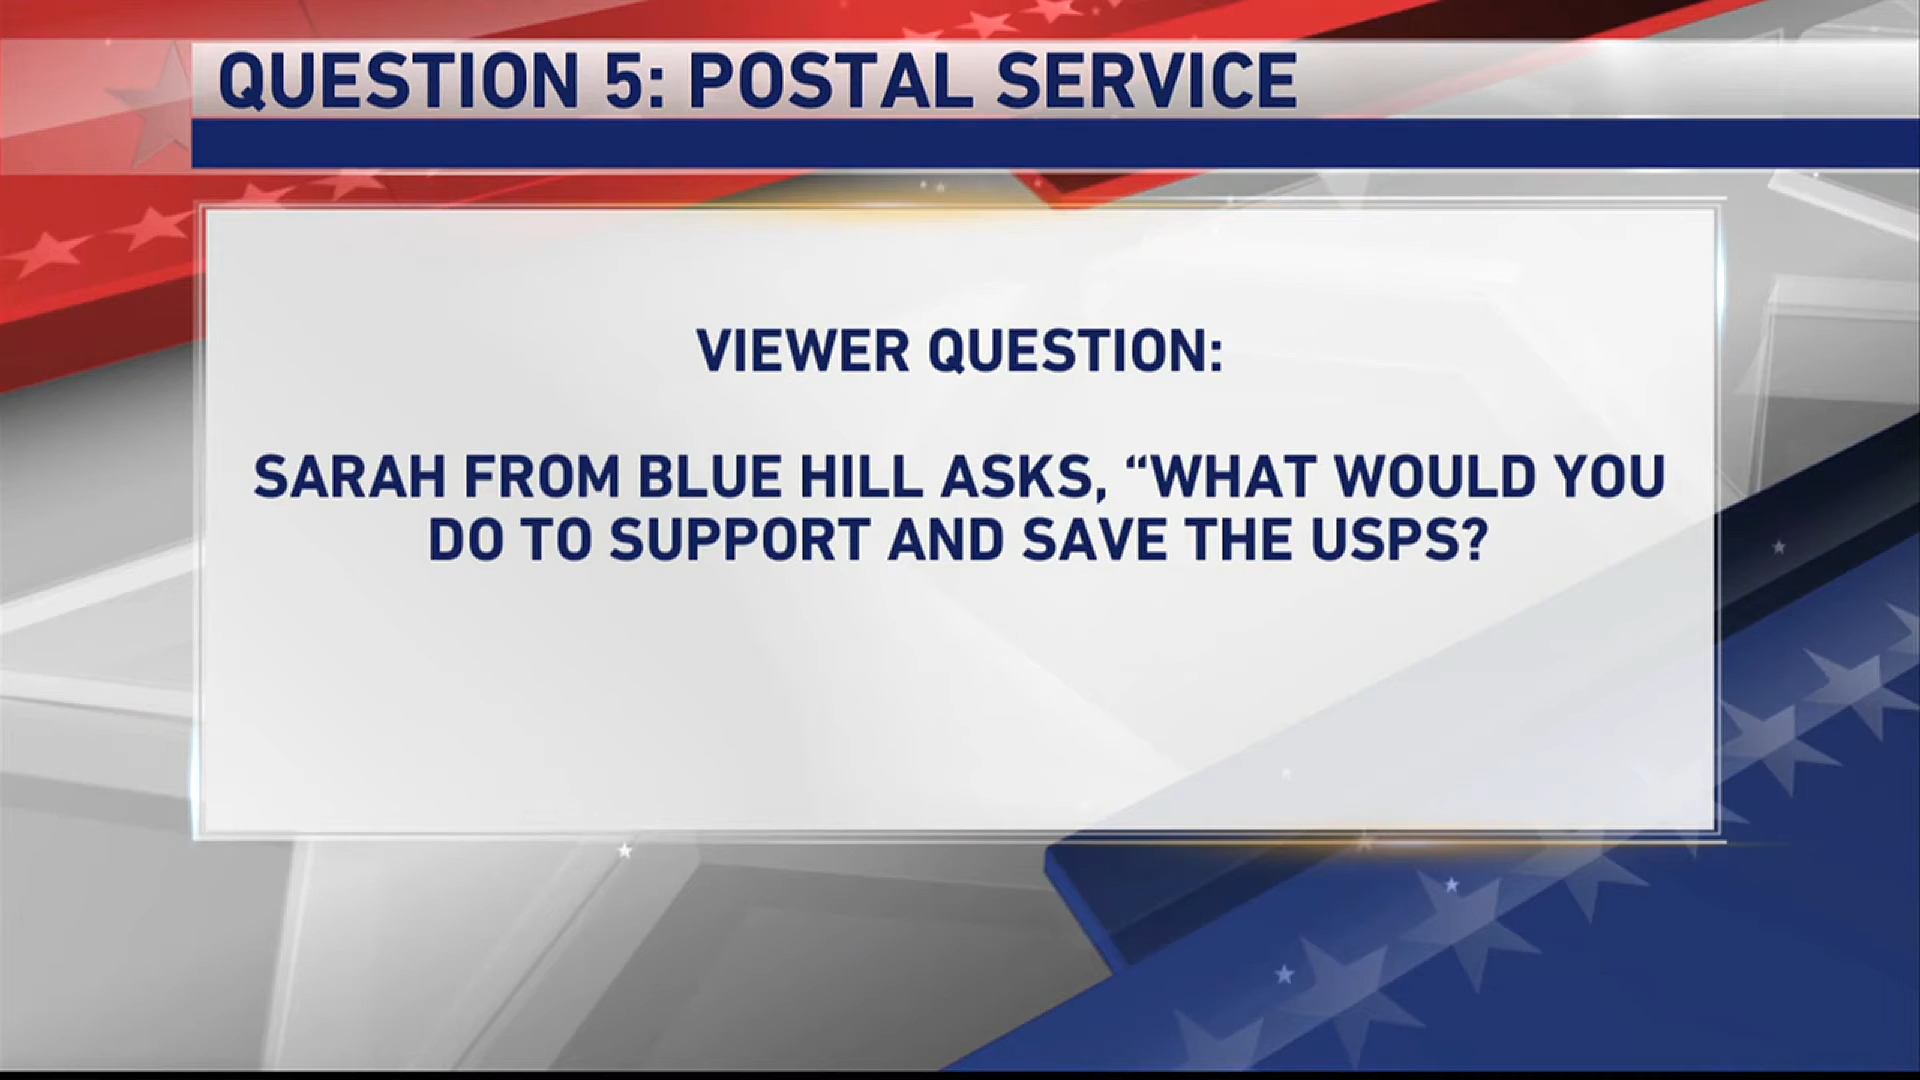 QUESTION 5: POSTAL SERVICE
VIEWER QUESTION:
SARAH FROM BLUE HILL ASKS, “WHAT WOULD YOU
DO TO SUPPORT AND SAVE THE USPS?